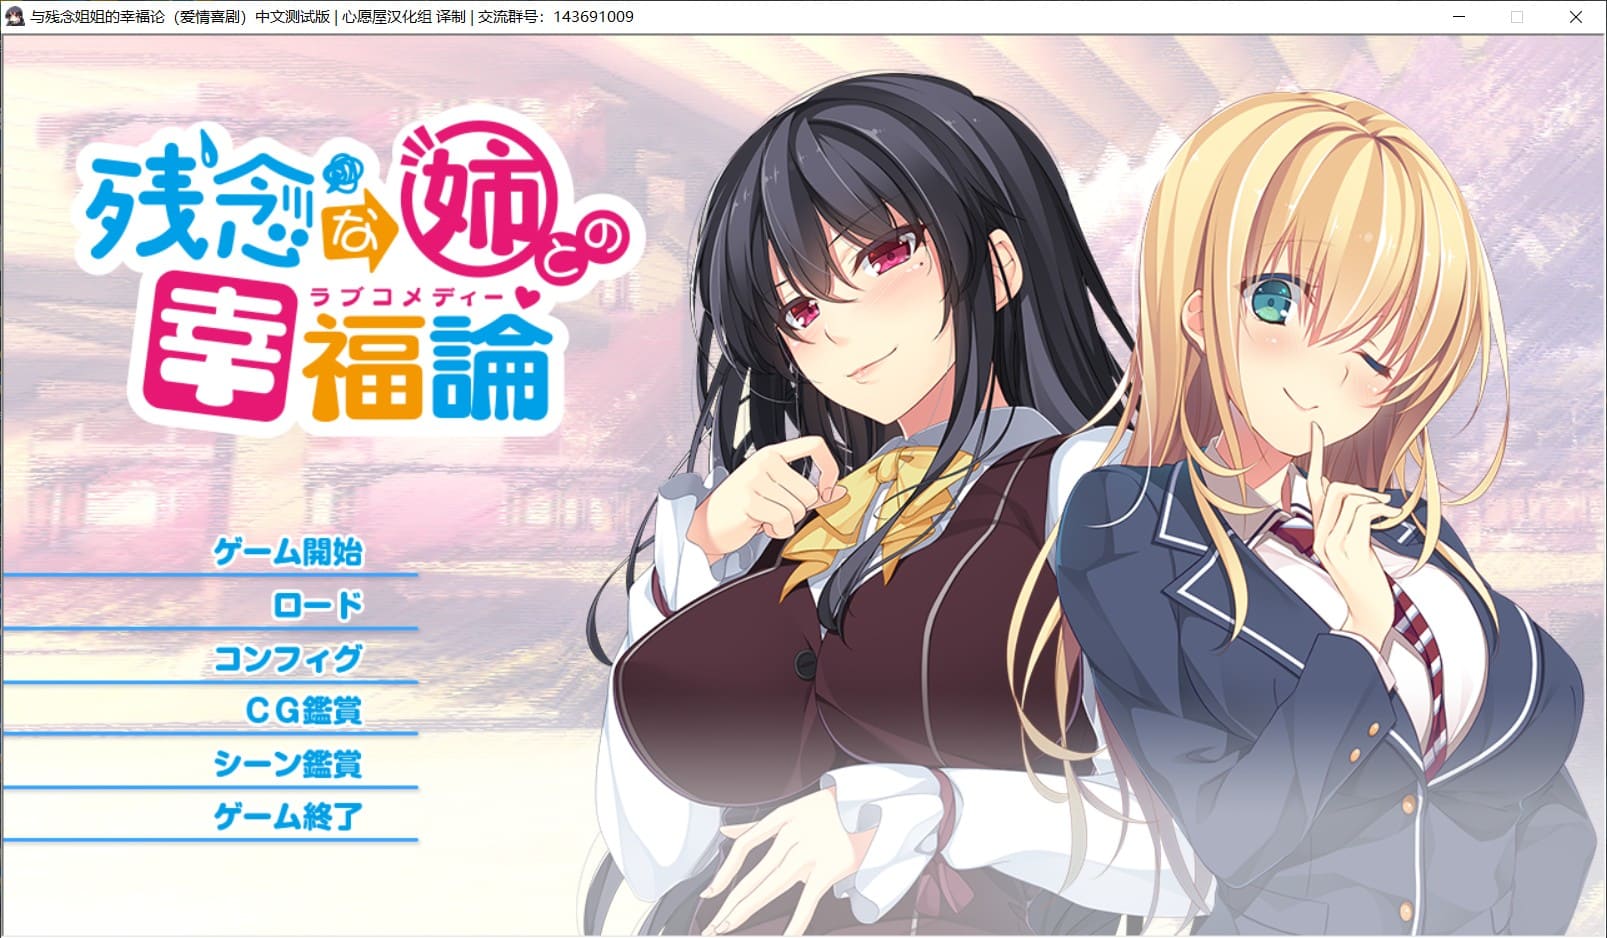 与残念姐姐的幸福论（爱情喜剧）中文测试版 | 心愿屋汉化组 译制 | 交流群号：143691009
残念な姉との
ラブコメディー♥
幸福論
ゲーム開始
ロード
コンフィグ
ＣＧ鑑賞
シーン鑑賞
ゲーム終了